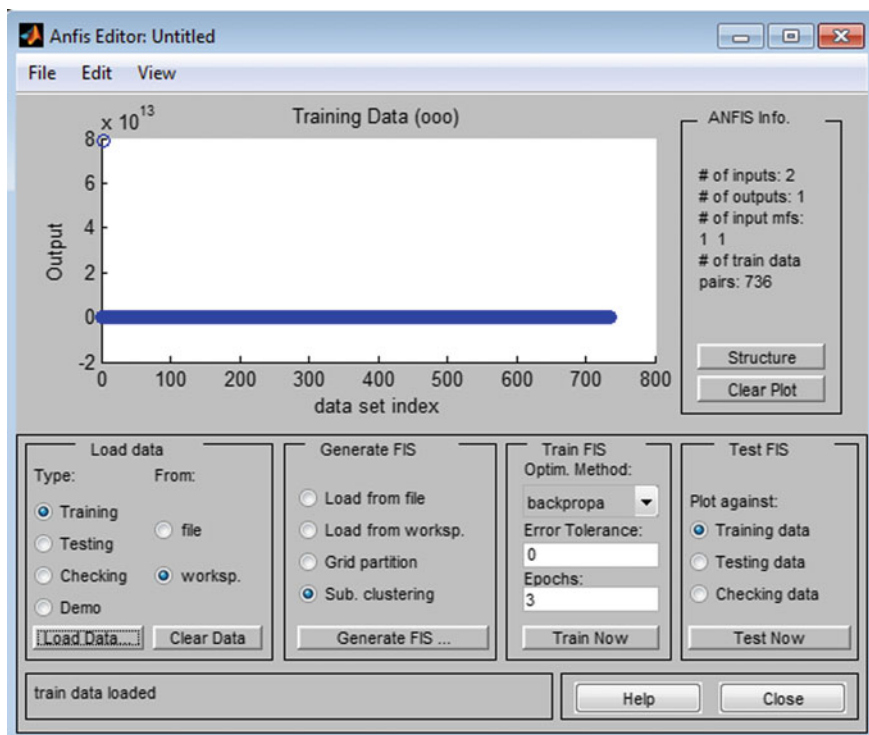 Anfis Editor: Untitled
File Edit View
x 10^13
Training Data (ooo)
8
6
4
2
0
-2
Output
0 100 200 300 400 500 600 700 800
data set index
ANFIS Info.
# of inputs: 2
# of outputs: 1
# of input mfs:
1 1
# of train data
pairs: 736
Structure
Clear Plot
Load data
Type: From:
Training
Testing
Checking
Demo
file
worksp.
Load Data... Clear Data
Generate FIS
Load from file
Load from worksp.
Grid partition
Sub. clustering
Generate FIS ...
Train FIS
Optim. Method:
backpropa
Error Tolerance:
0
Epochs:
3
Train Now
Test FIS
Plot against:
Training data
Testing data
Checking data
Test Now
train data loaded
Help Close